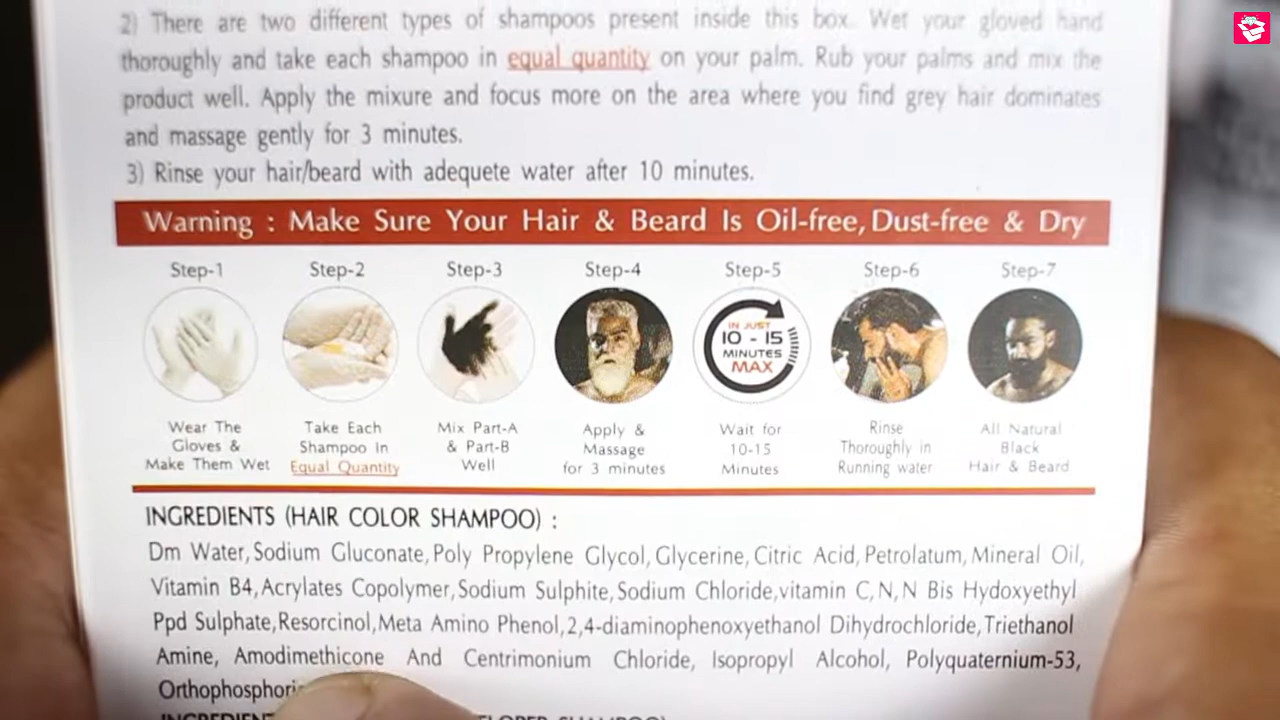 2) There are two different types of shampoos present inside this box. Wet your gloved hand
thoroughly and take each shampoo in equal quantity on your palm. Rub your palms and mix the
product well. Apply the mixure and focus more on the area where you find grey hair dominates
and massage gently for 3 minutes.
3) Rinse your hair/beard with adequete water after 10 minutes.
Warning : Make Sure Your Hair & Beard Is Oil-free, Dust-free & Dry
Step-1 Step-2 Step-3 Step-4 Step-5 Step-6 Step-7
IN JUST
10 - 15
MINUTES
MAX
Wear The Take Each Mix Part-A Apply & Wait for Rinse All Natural
Gloves & Shampoo In & Part-B Massage 10-15 Thoroughly in Black
Make Them Wet Equal Quantity Well for 3 minutes Minutes Running water Hair & Beard
INGREDIENTS (HAIR COLOR SHAMPOO) :
Dm Water, Sodium Gluconate, Poly Propylene Glycol, Glycerine, Citric Acid, Petrolatum, Mineral Oil,
Vitamin B4, Acrylates Copolymer, Sodium Sulphite, Sodium Chloride, vitamin C, N, N Bis Hydoxyethyl
Ppd Sulphate, Resorcinol, Meta Amino Phenol, 2,4-diaminophenoxyethanol Dihydrochloride, Triethanol
Amine, Amodimethicone And Centrimonium Chloride, Isopropyl Alcohol, Polyquaternium-53,